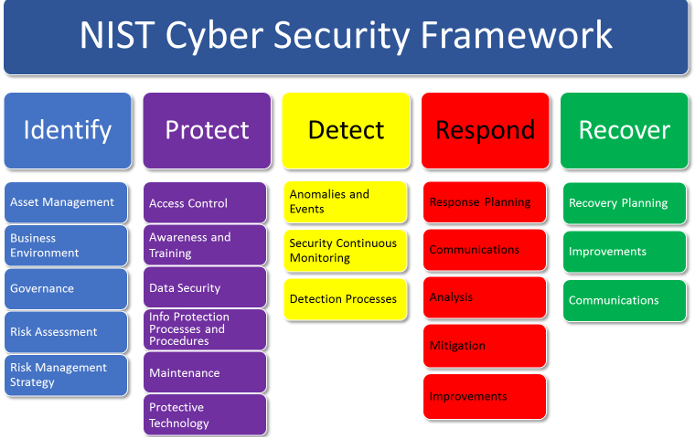 NIST Cyber Security Framework
Identify
Protect
Detect
Respond
Recover
Asset Management
Business
Environment
Governance
Risk Assessment
Risk Management
Strategy
Access Control
Awareness and
Training
Data Security
Info Protection
Processes and
Procedures
Maintenance
Protective
Technology
Anomalies and
Events
Security Continuous
Monitoring
Detection Processes
Response Planning
Communications
Analysis
Mitigation
Improvements
Recovery Planning
Improvements
Communications